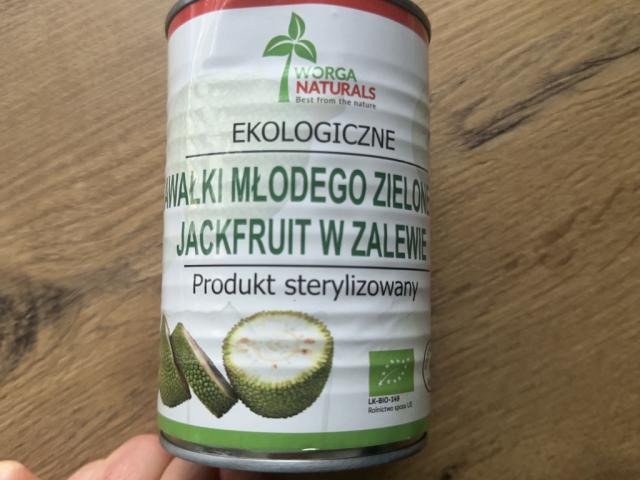 WORGA
NATURALS
Best from the nature
EKOLOGICZNE
AWAŁKI MŁODEGO ZIELONE
JACKFRUIT W ZALEWIE
Produkt sterylizowany
LK-BIO-149
Rolnictwo spoza UE